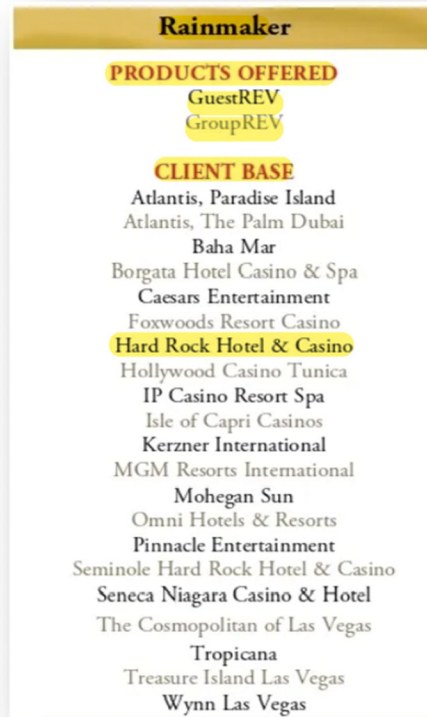 Rainmaker
PRODUCTS OFFERED
GuestREV
GroupREV
CLIENT BASE
Atlantis, Paradise Island
Atlantis, The Palm Dubai
Baha Mar
Borgata Hotel Casino & Spa
Caesars Entertainment
Foxwoods Resort Casino
Hard Rock Hotel & Casino
Hollywood Casino Tunica
IP Casino Resort Spa
Isle of Capri Casinos
Kerzner International
MGM Resorts International
Mohegan Sun
Omni Hotels & Resorts
Pinnacle Entertainment
Seminole Hard Rock Hotel & Casino
Seneca Niagara Casino & Hotel
The Cosmopolitan of Las Vegas
Tropicana
Treasure Island Las Vegas
Wynn Las Vegas